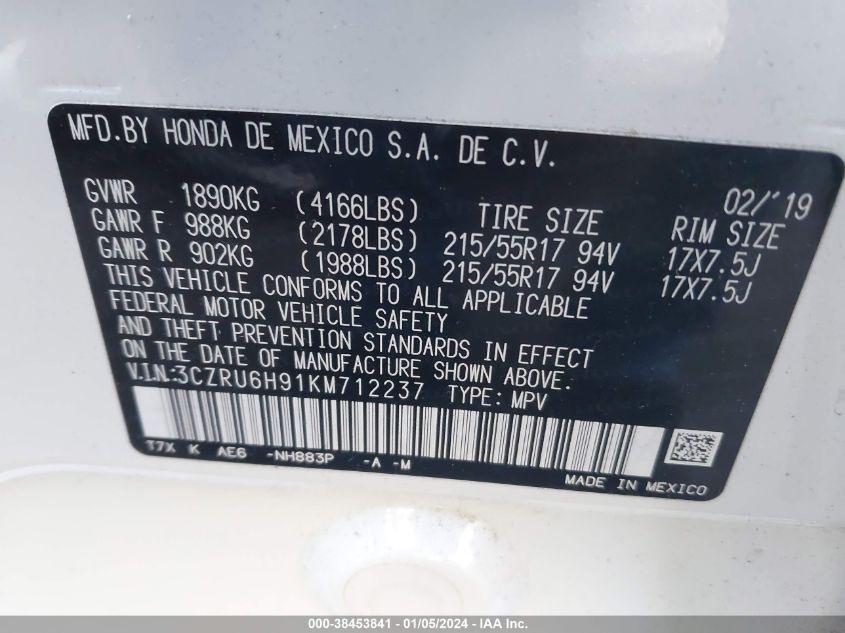 MFD.BY HONDA DE MEXICO S.A. DE C.V.
02/'19
GVWR 1890KG (4166LBS) TIRE SIZE RIM SIZE
GAWR F 988KG (2178LBS) 215/55R17 94V 17X7.5J
GAWR R 902KG (1988LBS) 215/55R17 94V 17X7.5J
THIS VEHICLE CONFORMS TO ALL APPLICABLE
FEDERAL MOTOR VEHICLE SAFETY
AND THEFT PREVENTION STANDARDS IN EFFECT
ON THE DATE OF MANUFACTURE SHOWN ABOVE.
V.I.N:3CZRU6H91KM712237 TYPE: MPV
T7X K AE6 -NH883P -A -M
MADE IN MEXICO
000-38453841 - 01/05/2024 - IAA Inc.